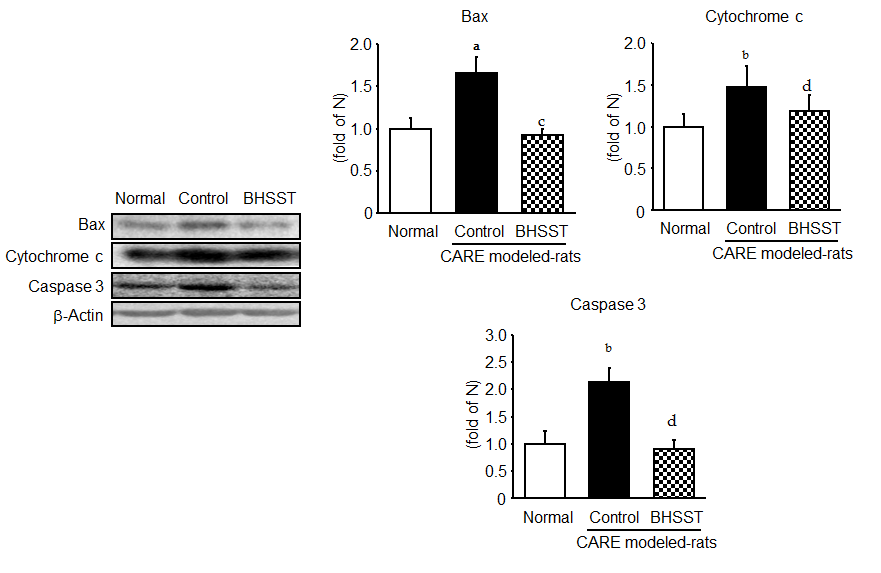 Normal Control BHSST
Bax
Cytochrome c
Caspase 3
β-Actin
Bax
(fold of N)
2.0
1.5
1.0
0.5
0
a
c
Normal Control BHSST
CARE modeled-rats
Cytochrome c
(fold of N)
2.0
1.5
1.0
0.5
0
b
d
Normal Control BHSST
CARE modeled-rats
Caspase 3
(fold of N)
3.0
2.5
2.0
1.5
1.0
0.5
0
b
d
Normal Control BHSST
CARE modeled-rats